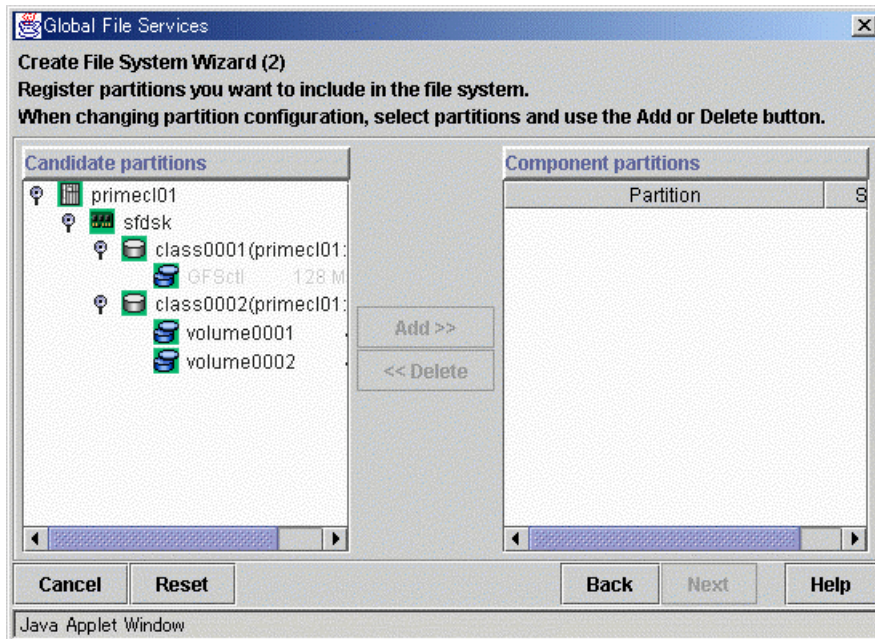 Global File Services
Create File System Wizard (2)
Register partitions you want to include in the file system.
When changing partition configuration, select partitions and use the Add or Delete button.
Candidate partitions
primecl01
sfdsk
class0001(primecl01:
GFSctl 128 M
class0002(primecl01:
volume0001
volume0002
Add >>
<< Delete
Component partitions
Partition S
Cancel Reset Back Next Help
Java Applet Window